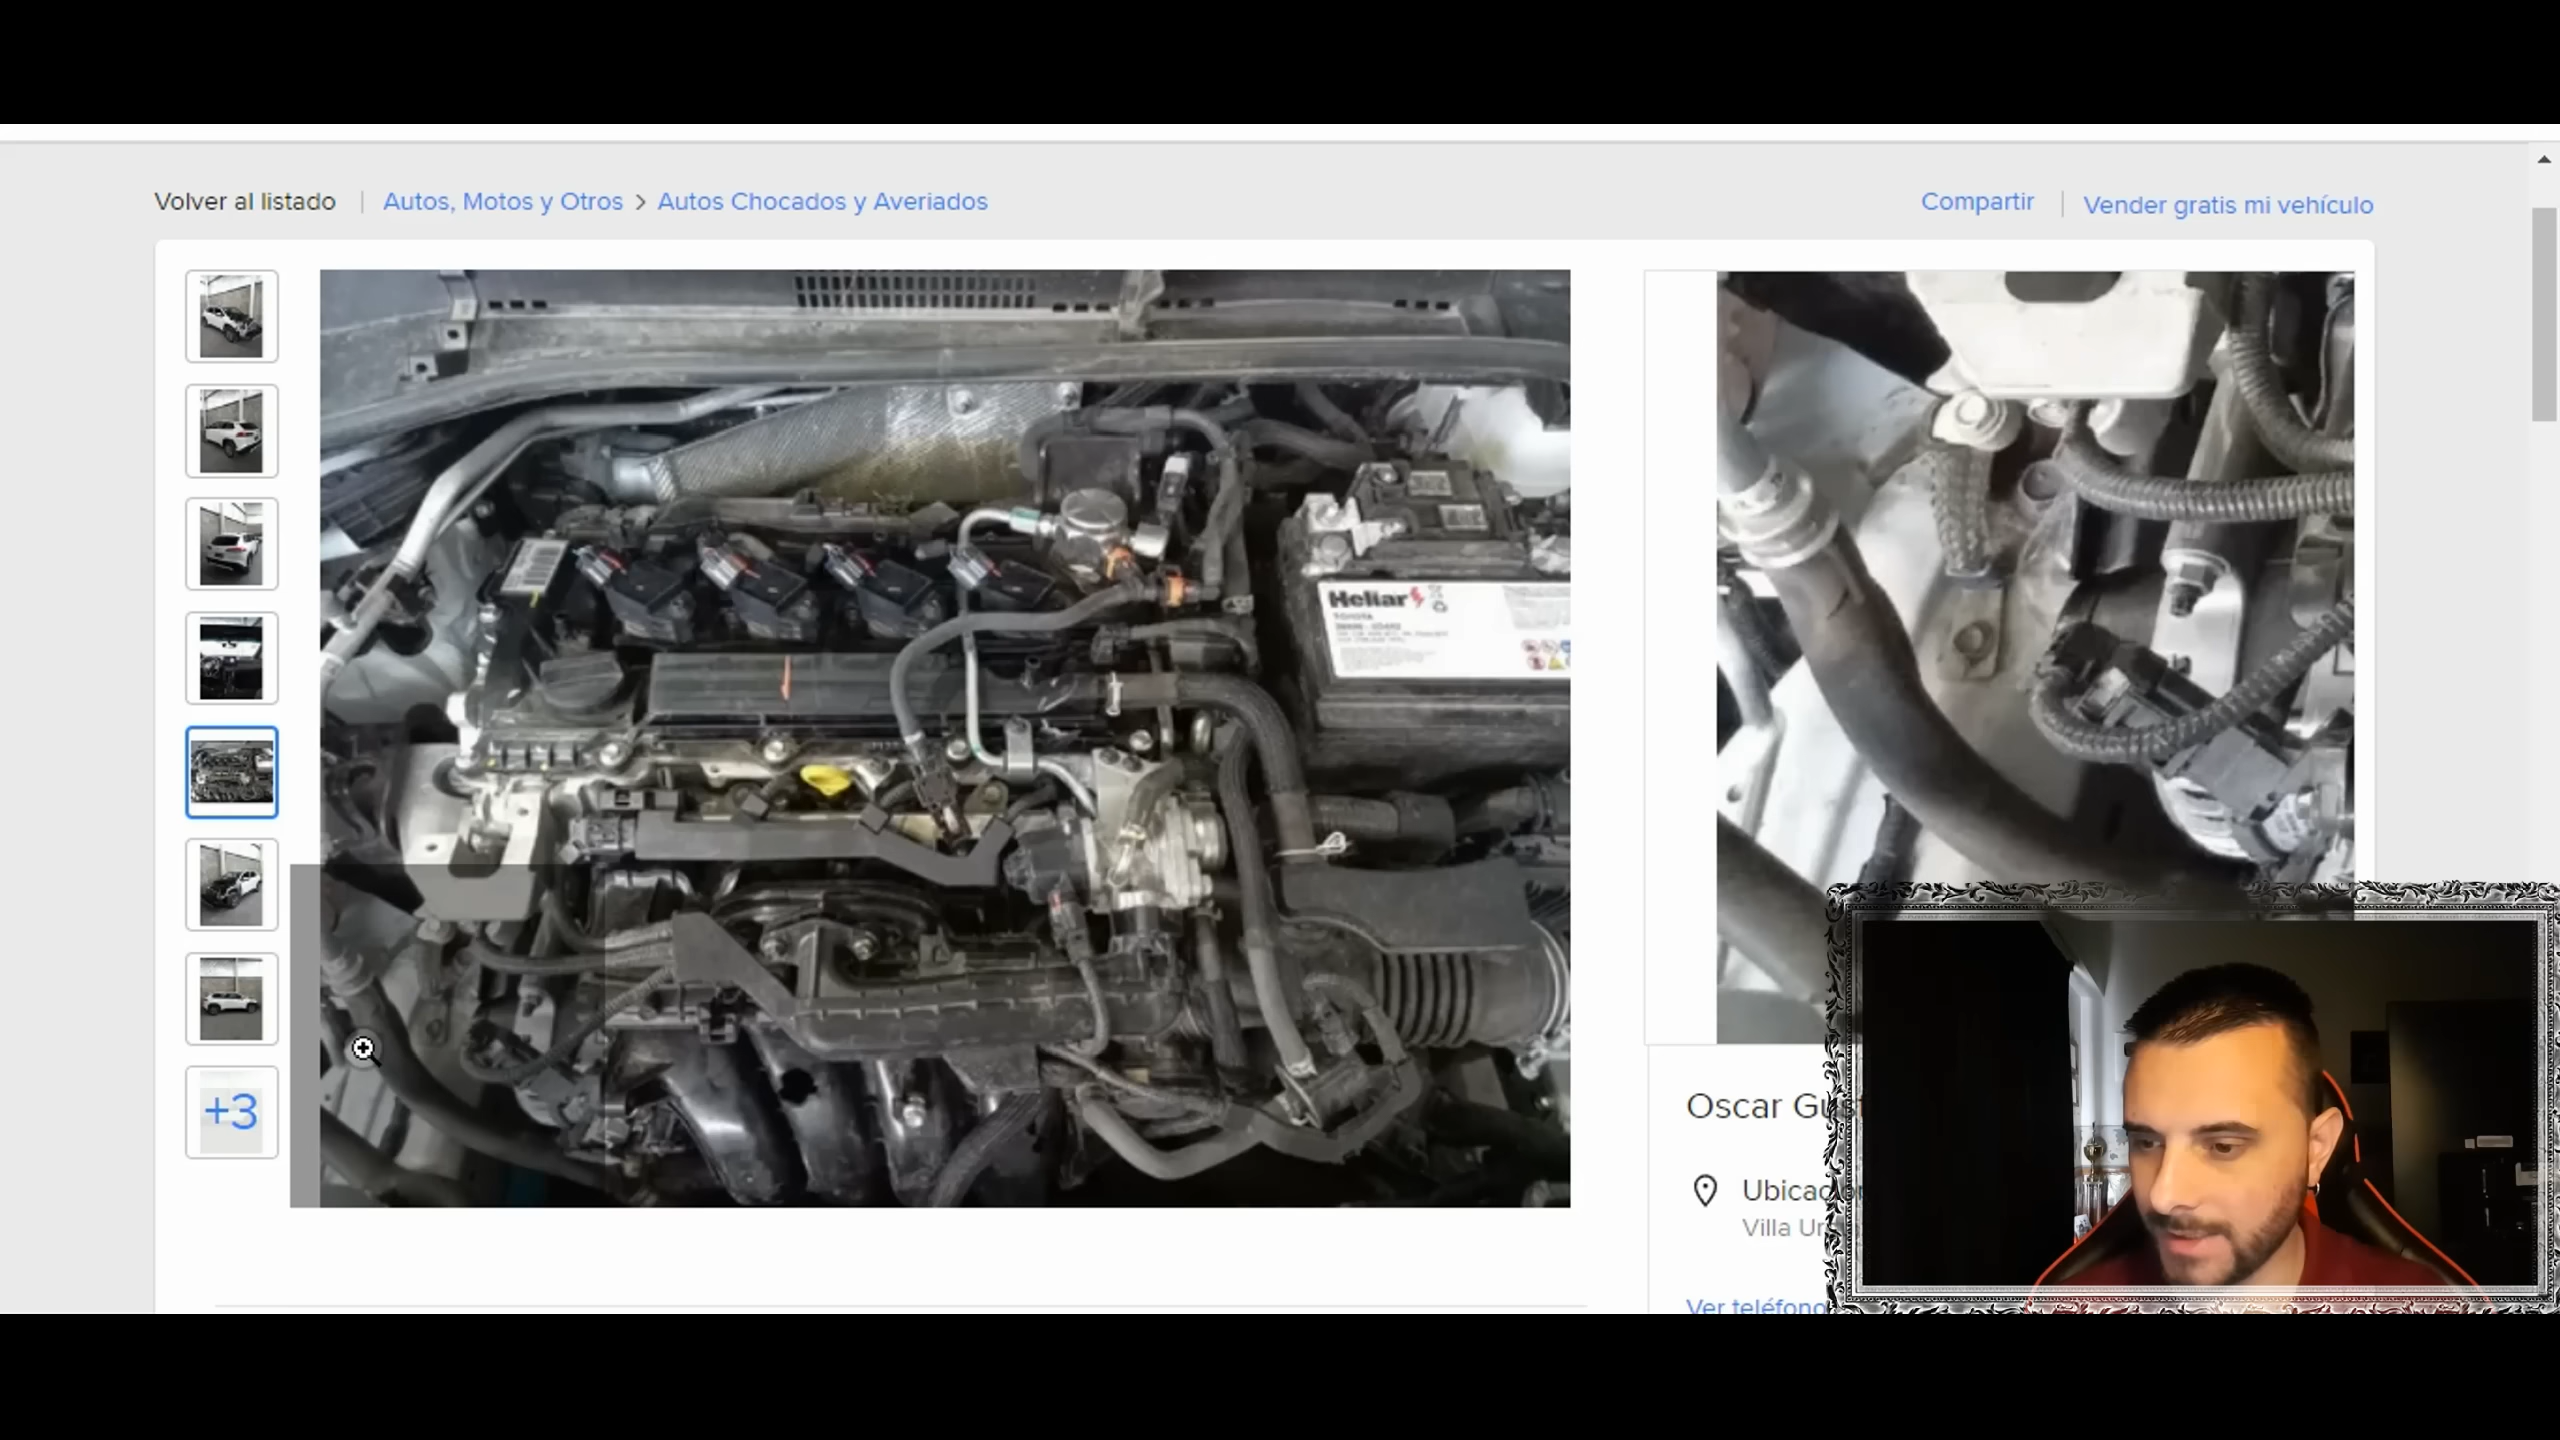 Volver al listado | Autos, Motos y Otros > Autos Chocados y Averiados
Compartir | Vender gratis mi vehículo
Heliar
TOYOTA
+3
Oscar
Villa
Ver teléfono